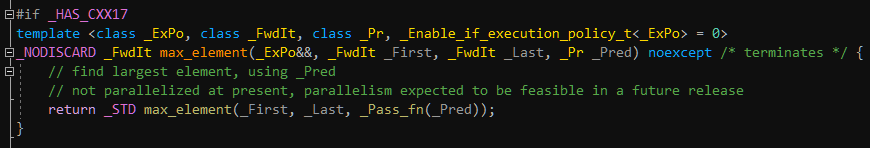 #if _HAS_CXX17
template <class _ExPo, class _FwdIt, class _Pr, _Enable_if_execution_policy_t<_ExPo> = 0>
_NODISCARD _FwdIt max_element(_ExPo&&, _FwdIt _First, _FwdIt _Last, _Pr _Pred) noexcept /* terminates */ {
// find largest element, using _Pred
// not parallelized at present, parallelism expected to be feasible in a future release
return _STD max_element(_First, _Last, _Pass_fn(_Pred));
}